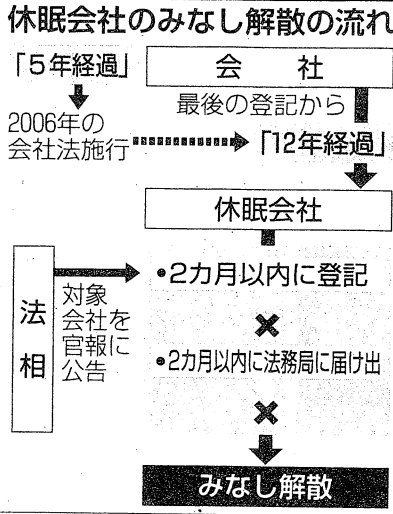 休眠会社のみなし解散の流れ
「５年経過」
会社
最後の登記から
2006年の
会社法施行
「12年経過」
休眠会社
法相
対象
会社を
官報に
公告
•２カ月以内に登記
×
•２カ月以内に法務局に届け出
×
みなし解散